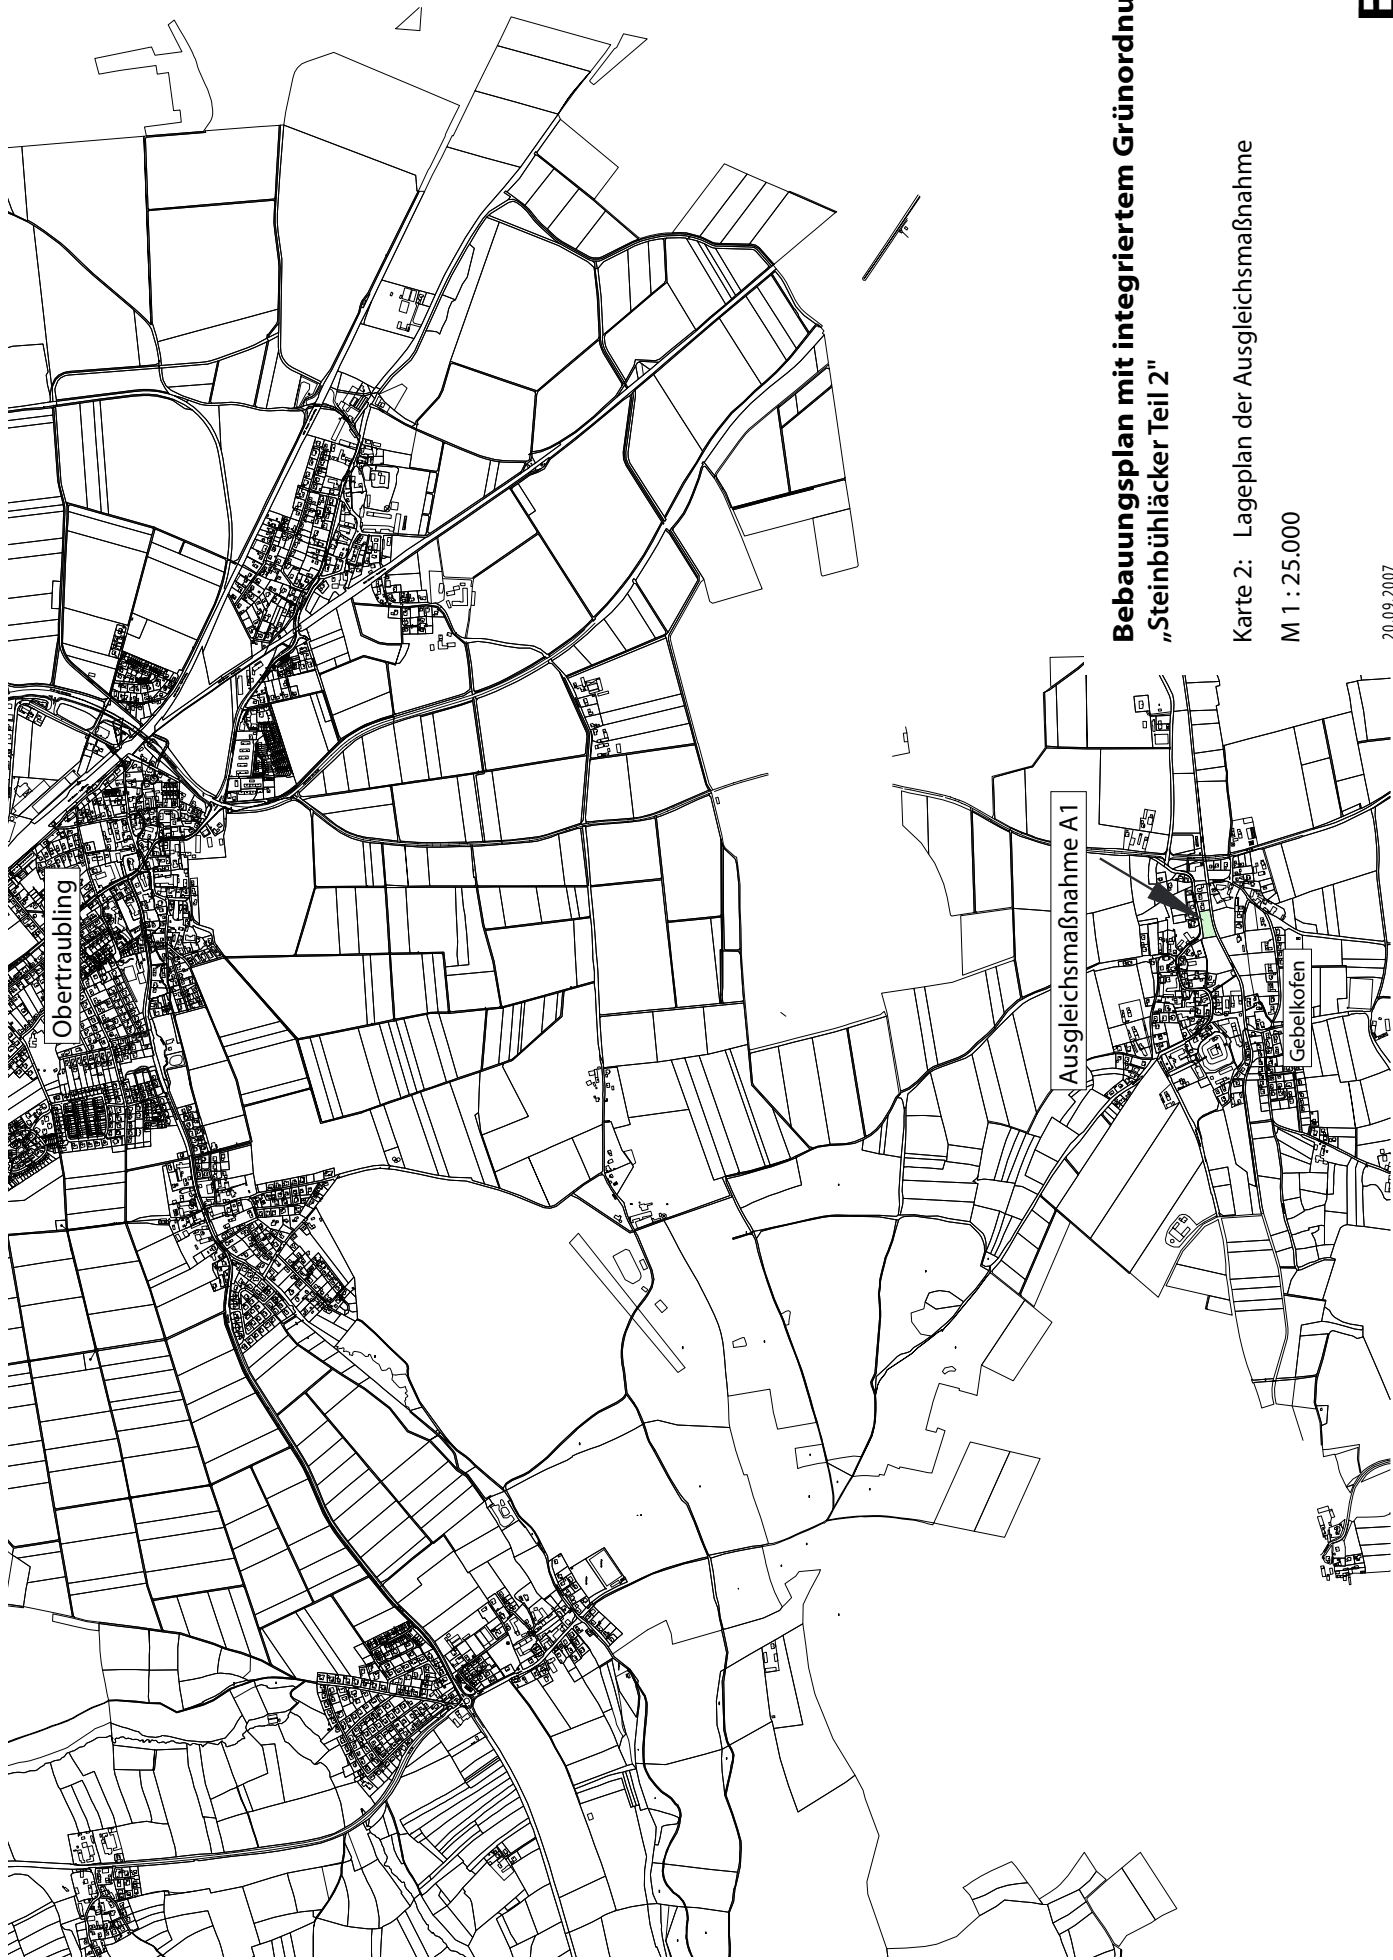 Obertraubling
Ausgleichsmaßnahme A1
Gebelkofen
Bebauungsplan mit integriertem Grünordnu
„Steinbühläcker Teil 2"
Karte 2: Lageplan der Ausgleichsmaßnahme
M 1 : 25.000
20.09.2007